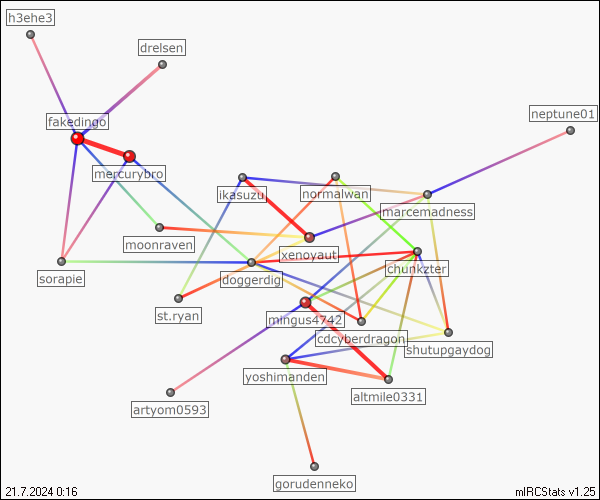 h3ehe3
drelsen
neptune01
fakedingo
mercurybro
ikasuzu
normalwan
marcemadness
moonraven
xenoyaut
sorapie
doggerdig
chunkzter
st.ryan
mingus4742
cdcyberdragon
shutupgaydog
yoshimanden
altmile0331
artyom0593
gorudenneko
21.7.2024 0:16
mIRCStats v1.25